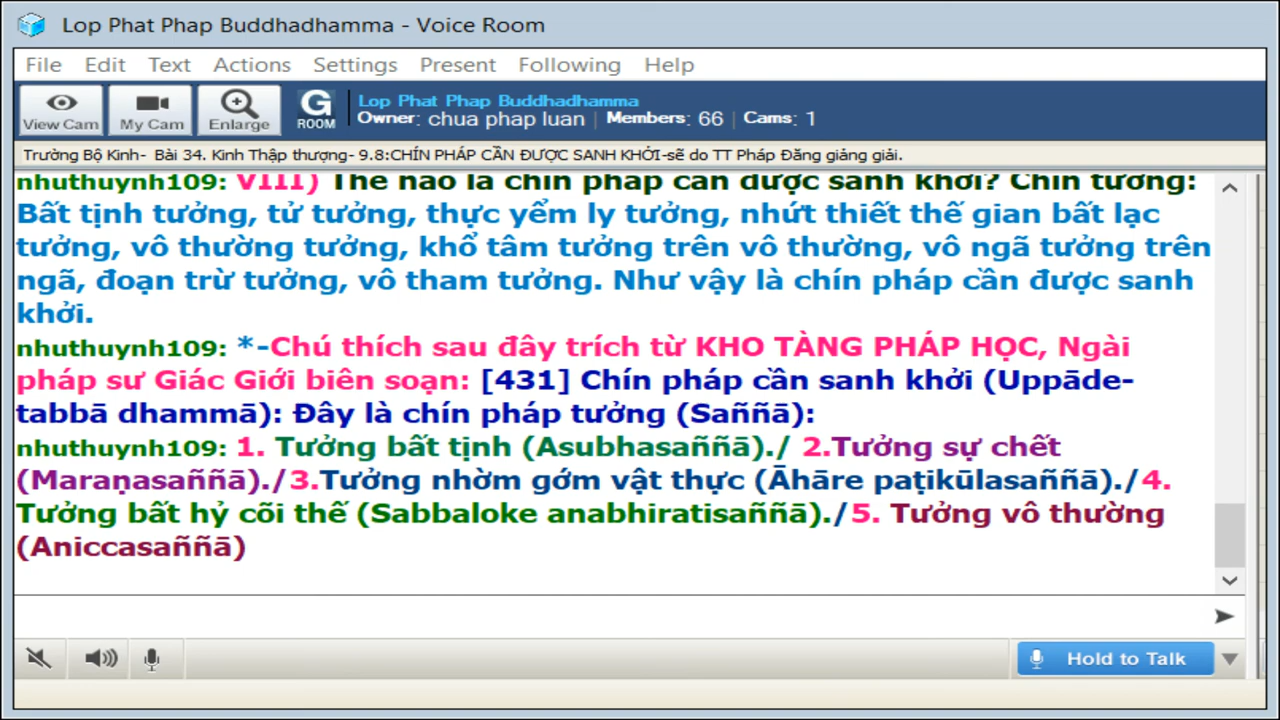 Lop Phat Phap Buddhadhamma - Voice Room
File Edit Text Actions Settings Present Following Help
View Cam My Cam Enlarge G ROOM
Lop Phat Phap Buddhadhamma
Owner: chua phap luan | Members: 66 | Cams: 1
Trường Bộ Kinh- Bài 34. Kinh Thập thượng- 9.8:CHÍN PHÁP CẦN ĐƯỢC SANH KHỞI-sẽ do TT Pháp Đăng giảng giải.
nhuthuynh109: VIII) Thế nào là chín pháp cần được sanh khởi? Chín tưởng:
Bất tịnh tưởng, tử tưởng, thực yểm ly tưởng, nhứt thiết thế gian bất lạc
tưởng, vô thường tưởng, khổ tâm tưởng trên vô thường, vô ngã tưởng trên
ngã, đoạn trừ tưởng, vô tham tưởng. Như vậy là chín pháp cần được sanh
khởi.
nhuthuynh109: *-Chú thích sau đây trích từ KHO TÀNG PHÁP HỌC, Ngài
pháp sư Giác Giới biên soạn: [431] Chín pháp cần sanh khởi (Uppāde-
tabbā dhammā): Đây là chín pháp tưởng (Saññā):
nhuthuynh109: 1. Tưởng bất tịnh (Asubhasaññā)./ 2.Tưởng sự chết
(Maraṇasaññā)./3.Tưởng nhờm gớm vật thực (Āhāre paṭikūlasaññā)./4.
Tưởng bất hỷ cõi thế (Sabbaloke anabhiratisaññā)./5. Tưởng vô thường
(Aniccasaññā)
Hold to Talk